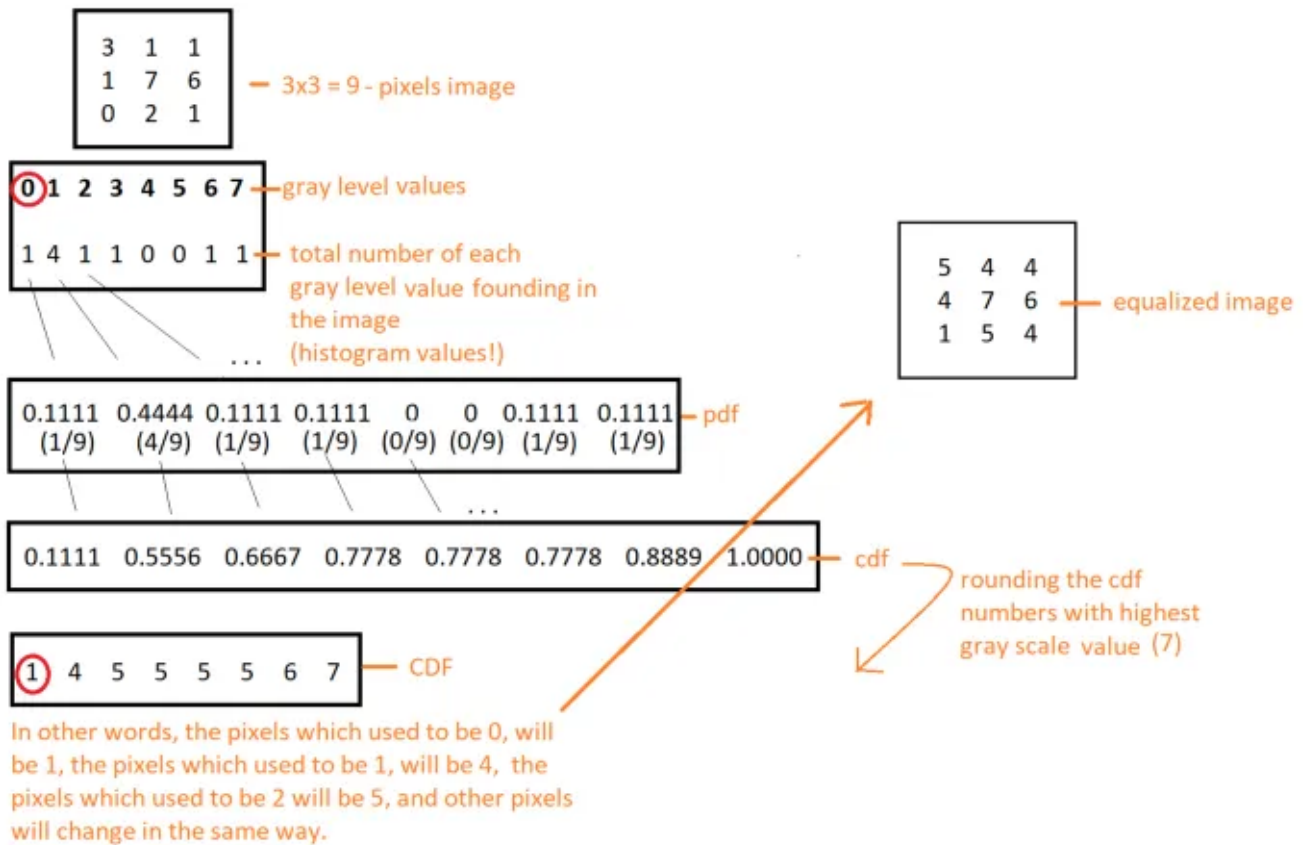 3 1 1
1 7 6
0 2 1
3x3 = 9 - pixels image
0 1 2 3 4 5 6 7
gray level values
1 4 1 1 0 0 1 1
total number of each
gray level value founding in
the image
(histogram values!)
...
5 4 4
4 7 6
1 5 4
equalized image
0.1111 0.4444 0.1111 0.1111 0 0 0.1111 0.1111
(1/9) (4/9) (1/9) (1/9) (0/9) (0/9) (1/9) (1/9)
pdf
...
0.1111 0.5556 0.6667 0.7778 0.7778 0.7778 0.8889 1.0000
cdf
rounding the cdf
numbers with highest
gray scale value (7)
1 4 5 5 5 5 6 7
CDF
In other words, the pixels which used to be 0, will
be 1, the pixels which used to be 1, will be 4, the
pixels which used to be 2 will be 5, and other pixels
will change in the same way.